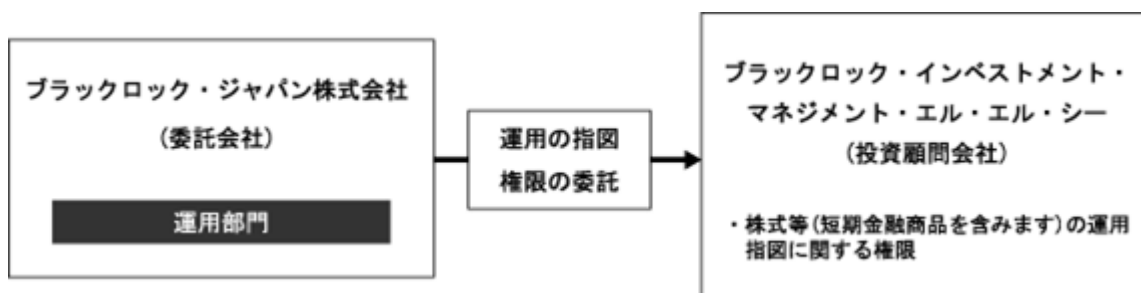 ブラックロック・ジャパン株式会社
(委託会社)
運用部門
運用の指図
権限の委託
ブラックロック・インベストメント・
マネジメント・エル・エル・シー
(投資顧問会社)
・株式等(短期金融商品を含みます)の運用
指図に関する権限